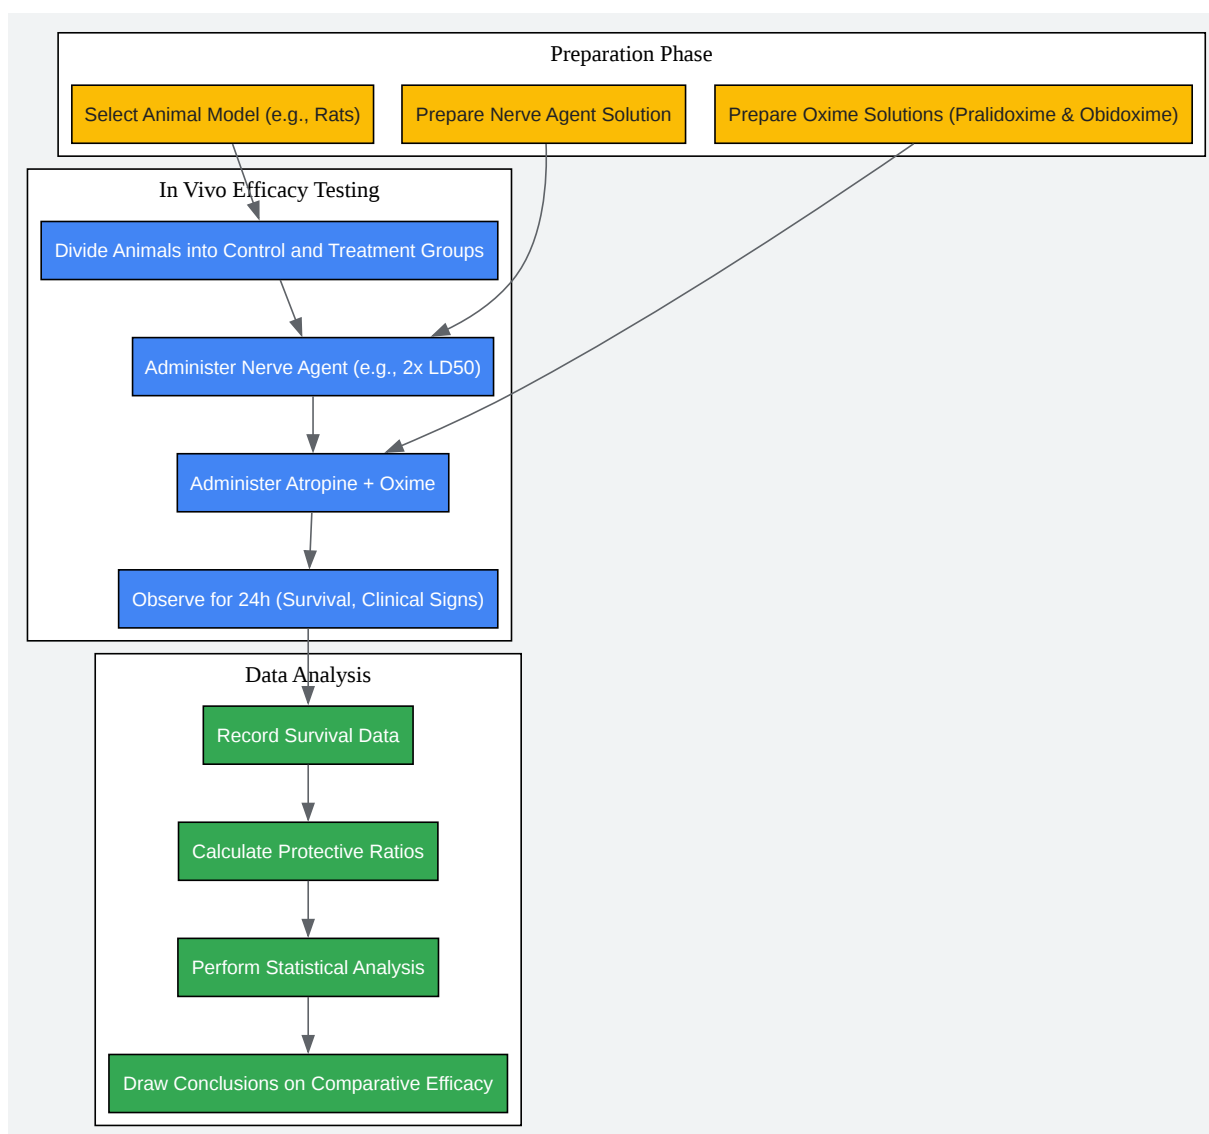 Preparation Phase
Select Animal Model (e.g., Rats)
Prepare Nerve Agent Solution
Prepare Oxime Solutions (Pralidoxime & Obidoxime)
In Vivo Efficacy Testing
Divide Animals into Control and Treatment Groups
Administer Nerve Agent (e.g., 2x LD50)
Administer Atropine + Oxime
Observe for 24h (Survival, Clinical Signs)
Data Analysis
Record Survival Data
Calculate Protective Ratios
Perform Statistical Analysis
Draw Conclusions on Comparative Efficacy